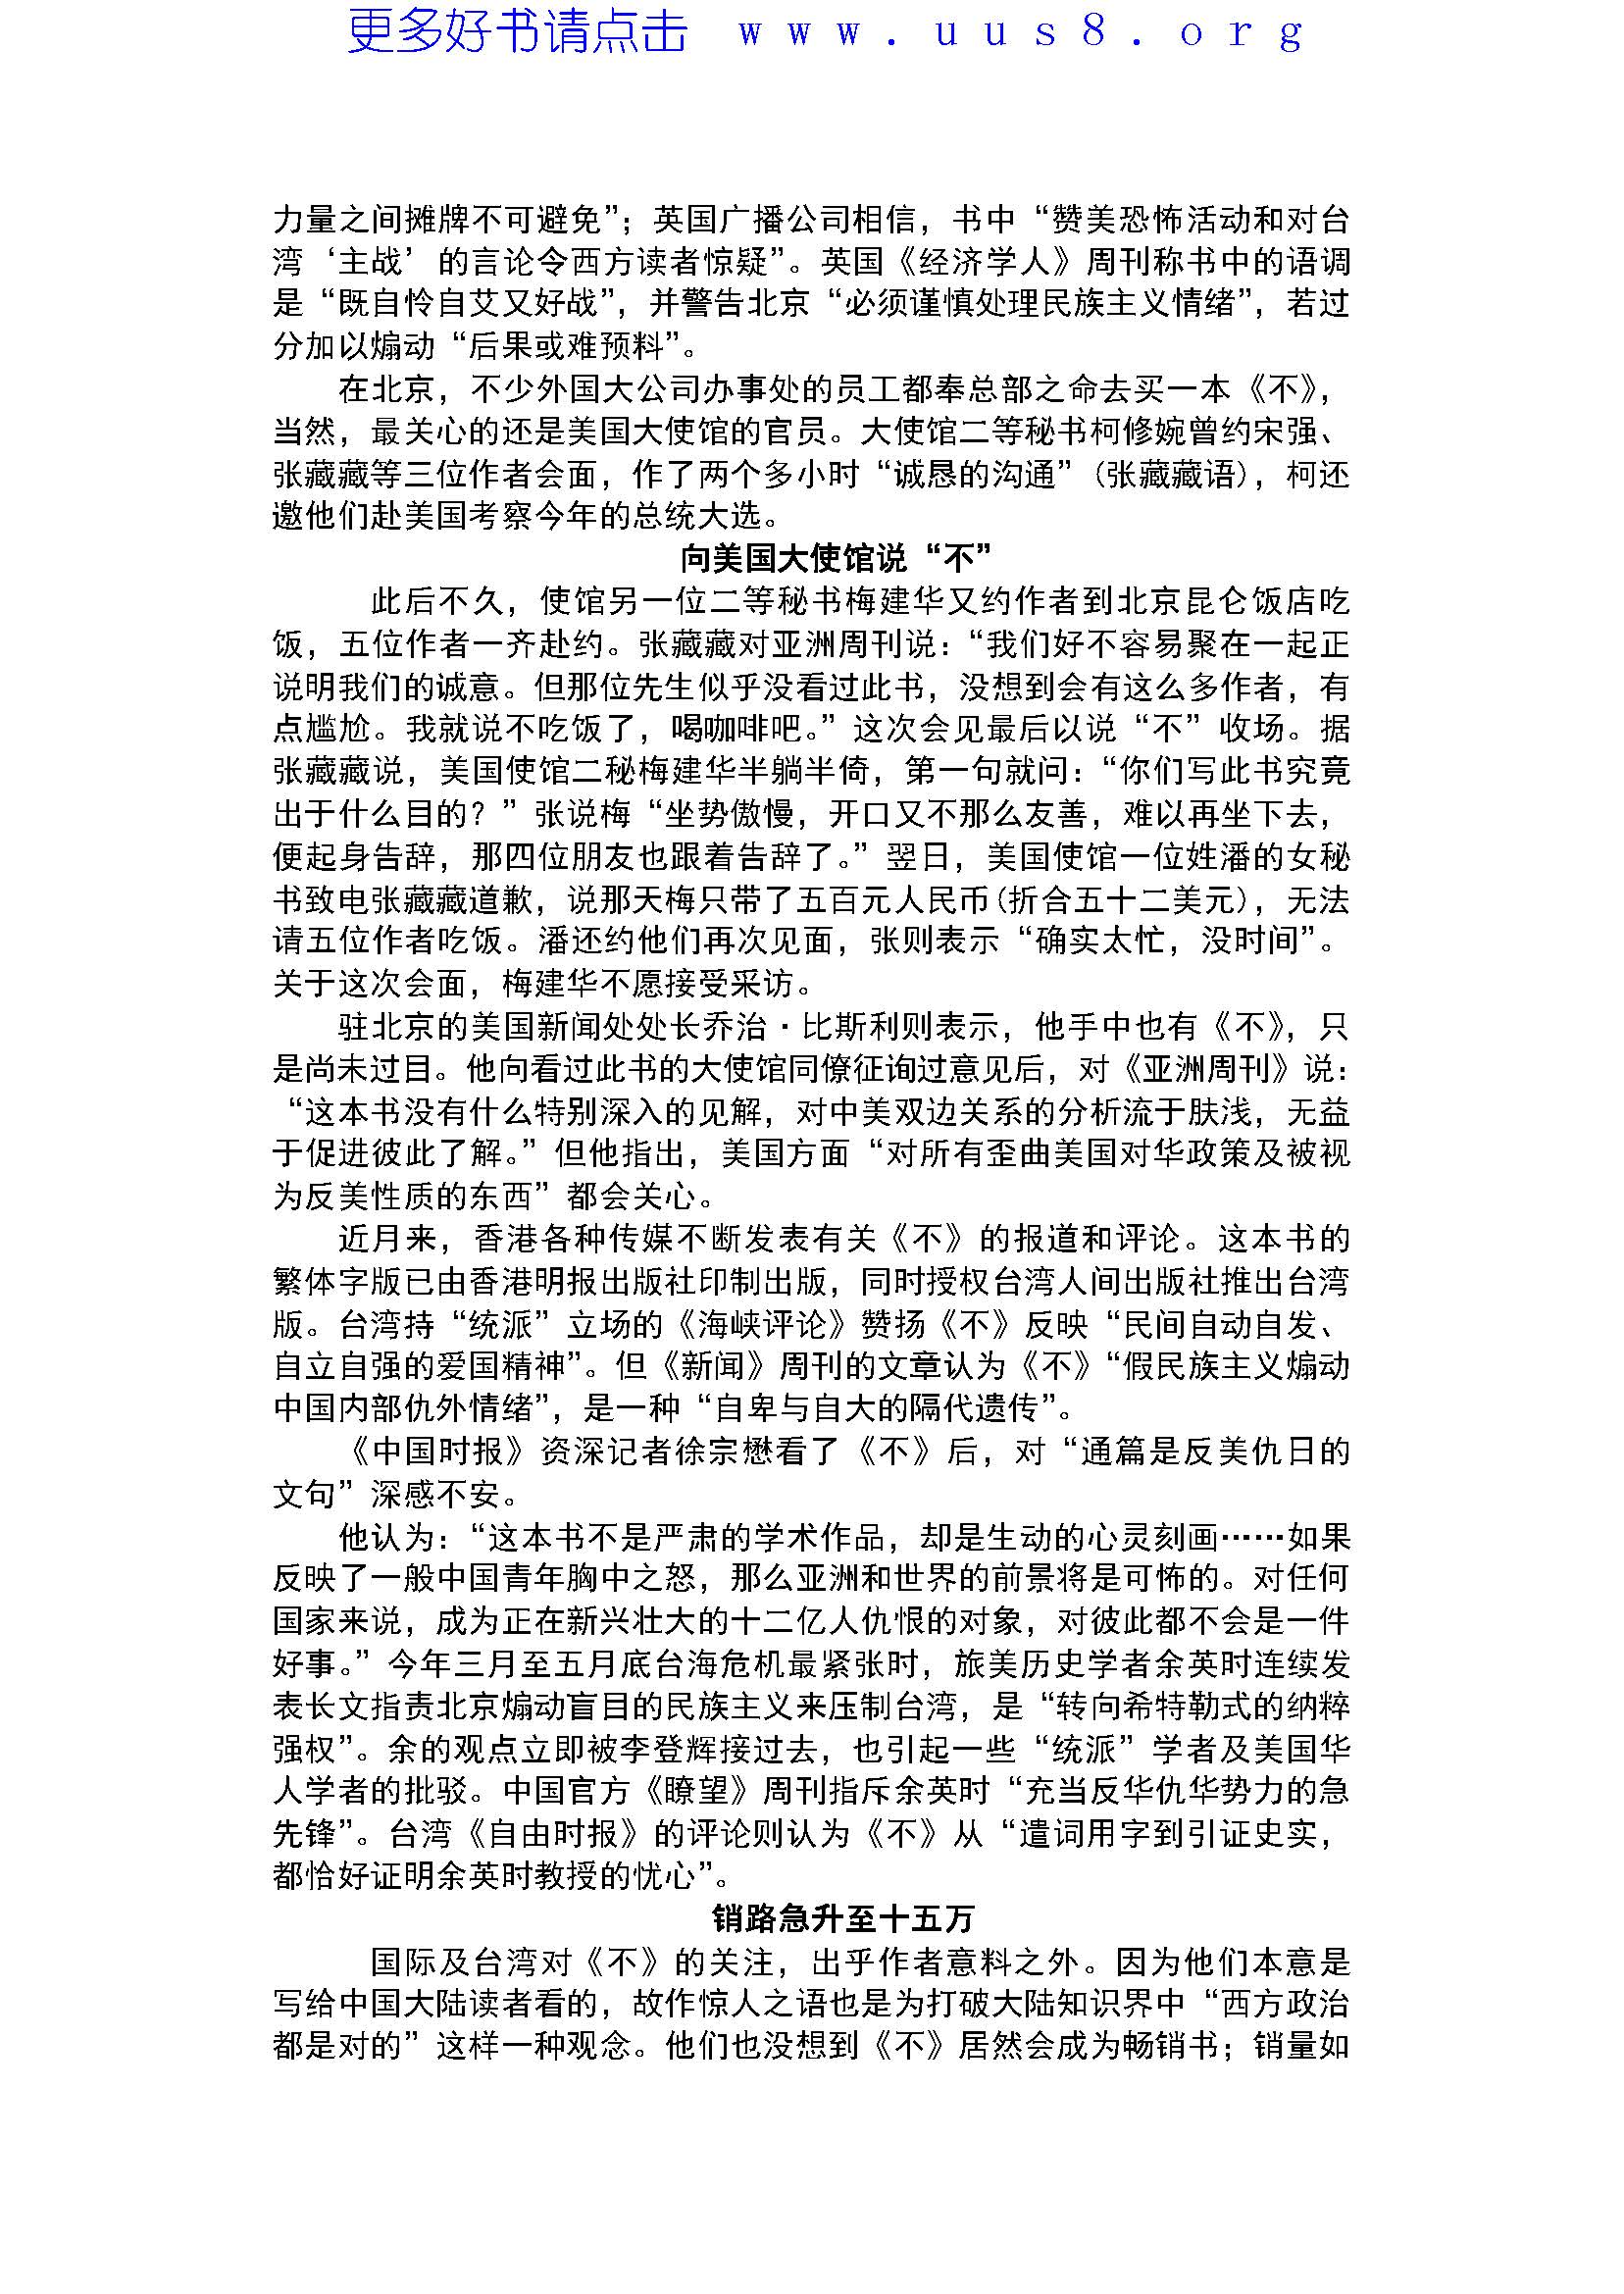 更多好书请点击 www.uus8.org
力量之间摊牌不可避免”；英国广播公司相信，书中“赞美恐怖活动和对台
湾‘主战’的言论令西方读者惊疑”。英国《经济学人》周刊称书中的语调
是“既自怜自艾又好战”，并警告北京“必须谨慎处理民族主义情绪”，若过
分加以煽动“后果或难预料”。
在北京，不少外国大公司办事处的员工都奉总部之命去买一本《不》，
当然，最关心的还是美国大使馆的官员。大使馆二等秘书柯修婉曾约宋强、
张藏藏等三位作者会面，作了两个多小时“诚恳的沟通”(张藏藏语)，柯还
邀他们赴美国考察今年的总统大选。
向美国大使馆说“不”
此后不久，使馆另一位二等秘书梅建华又约作者到北京昆仑饭店吃
饭，五位作者一齐赴约。张藏藏对亚洲周刊说：“我们好不容易聚在一起正
说明我们的诚意。但那位先生似乎没看过此书，没想到会有这么多作者，有
点尴尬。我就说不吃饭了，喝咖啡吧。”这次会见最后以说“不”收场。据
张藏藏说，美国使馆二秘梅建华半躺半倚，第一句就问：“你们写此书究竟
出于什么目的？”张说梅“坐势傲慢，开口又不那么友善，难以再坐下去，
便起身告辞，那四位朋友也跟着告辞了。”翌日，美国使馆一位姓潘的女秘
书致电张藏藏道歉，说那天梅只带了五百元人民币(折合五十二美元)，无法
请五位作者吃饭。潘还约他们再次见面，张则表示“确实太忙，没时间”。
关于这次会面，梅建华不愿接受采访。
驻北京的美国新闻处处长乔治·比斯利则表示，他手中也有《不》，只
是尚未过目。他向看过此书的大使馆同僚征询过意见后，对《亚洲周刊》说：
“这本书没有什么特别深入的见解，对中美双边关系的分析流于肤浅，无益
于促进彼此了解。”但他指出，美国方面“对所有歪曲美国对华政策及被视
为反美性质的东西”都会关心。
近月来，香港各种传媒不断发表有关《不》的报道和评论。这本书的
繁体字版已由香港明报出版社印制出版，同时授权台湾人间出版社推出台湾
版。台湾持“统派”立场的《海峡评论》赞扬《不》反映“民间自动自发、
自立自强的爱国精神”。但《新闻》周刊的文章认为《不》“假民族主义煽动
中国内部仇外情绪”，是一种“自卑与自大的隔代遗传”。
《中国时报》资深记者徐宗懋看了《不》后，对“通篇是反美仇日的
文句”深感不安。
他认为：“这本书不是严肃的学术作品，却是生动的心灵刻画……如果
反映了一般中国青年胸中之怒，那么亚洲和世界的前景将是可怖的。对任何
国家来说，成为正在新兴壮大的十二亿人仇恨的对象，对彼此都不会是一件
好事。”今年三月至五月底台海危机最紧张时，旅美历史学者余英时连续发
表长文指责北京煽动盲目的民族主义来压制台湾，是“转向希特勒式的纳粹
强权”。余的观点立即被李登辉接过去，也引起一些“统派”学者及美国华
人学者的批驳。中国官方《瞭望》周刊指斥余英时“充当反华仇华势力的急
先锋”。台湾《自由时报》的评论则认为《不》从“遣词用字到引证史实，
都恰好证明余英时教授的忧心”。
销路急升至十五万
国际及台湾对《不》的关注，出乎作者意料之外。因为他们本意是
写给中国大陆读者看的，故作惊人之语也是为打破大陆知识界中“西方政治
都是对的”这样一种观念。他们也没想到《不》居然会成为畅销书；销量如